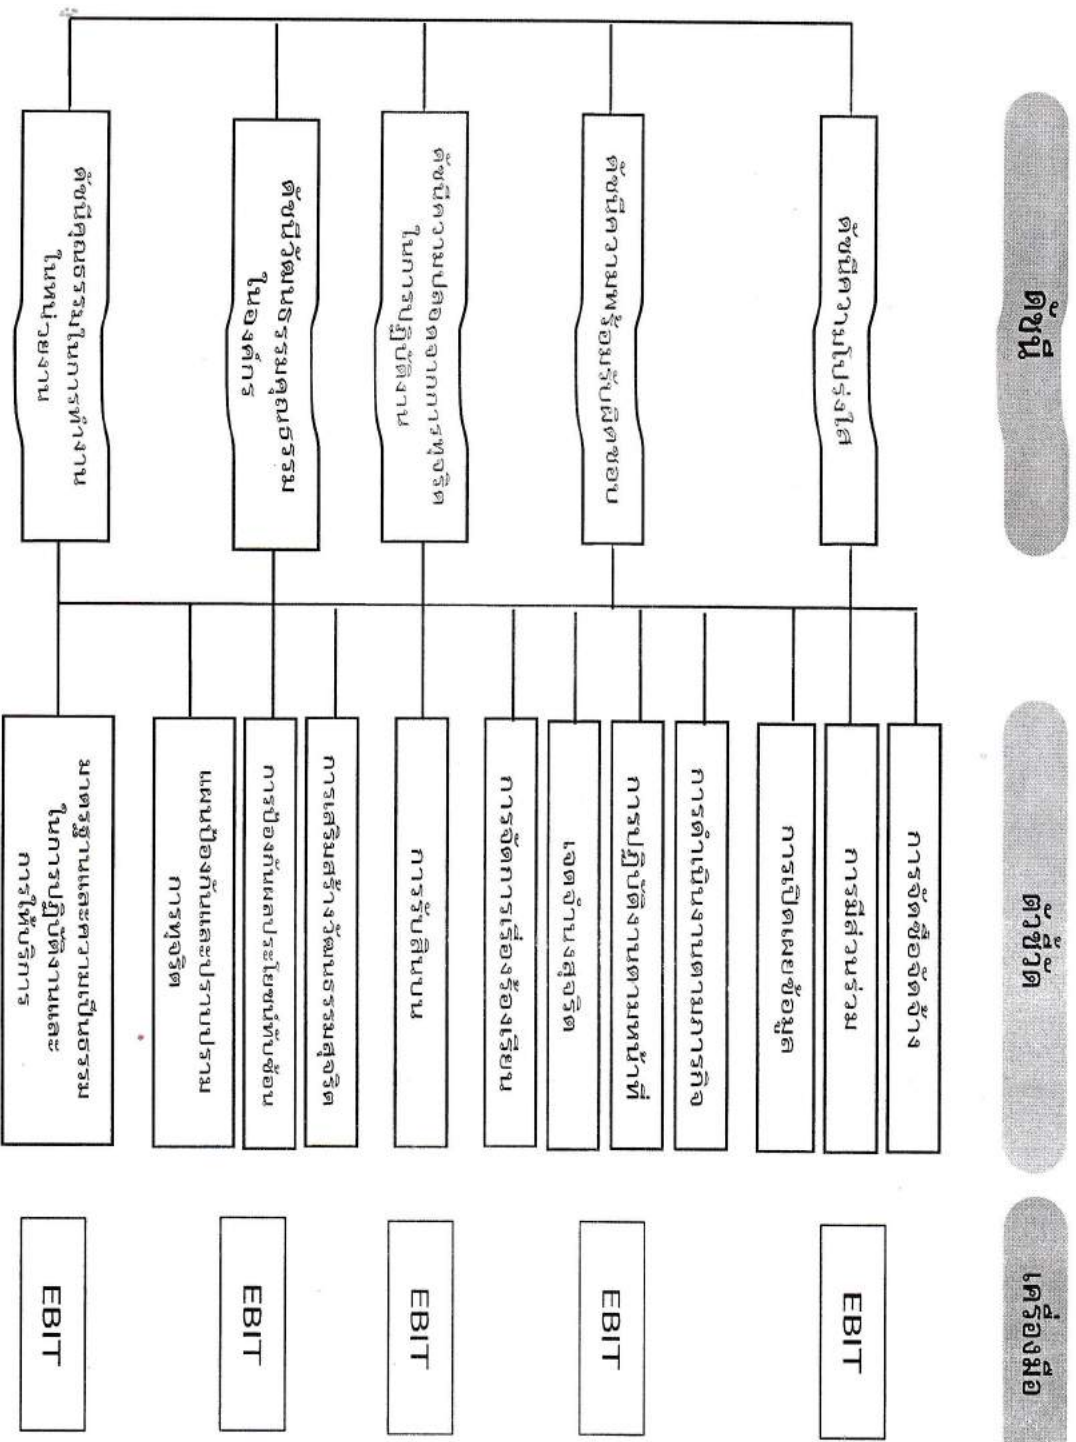 ดัชนี
ตัวชี้วัด
เครื่องมือ
ดัชนีความโปร่งใส
การจัดซื้อจัดจ้าง
การมีส่วนร่วม
การเปิดเผยข้อมูล
EBIT
ดัชนีความพร้อมรับผิดชอบ
การดำเนินงานตามภารกิจ
การปฏิบัติงานตามหน้าที่
เจตจำนงสุจริต
การจัดการเรื่องร้องเรียน
EBIT
ดัชนีความปลอดจากการทุจริต
ในการปฏิบัติงาน
การรับสินบน
EBIT
ดัชนีวัฒนธรรมคุณธรรม
ในองค์กร
การเสริมสร้างวัฒนธรรมสุจริต
การป้องกันผลประโยชน์ทับซ้อน
แผนป้องกันและปราบปราม
การทุจริต
EBIT
ดัชนีคุณธรรมในการทำงาน
ในหน่วยงาน
มาตรฐานและความเป็นธรรม
ในการปฏิบัติงานและ
การให้บริการ
EBIT